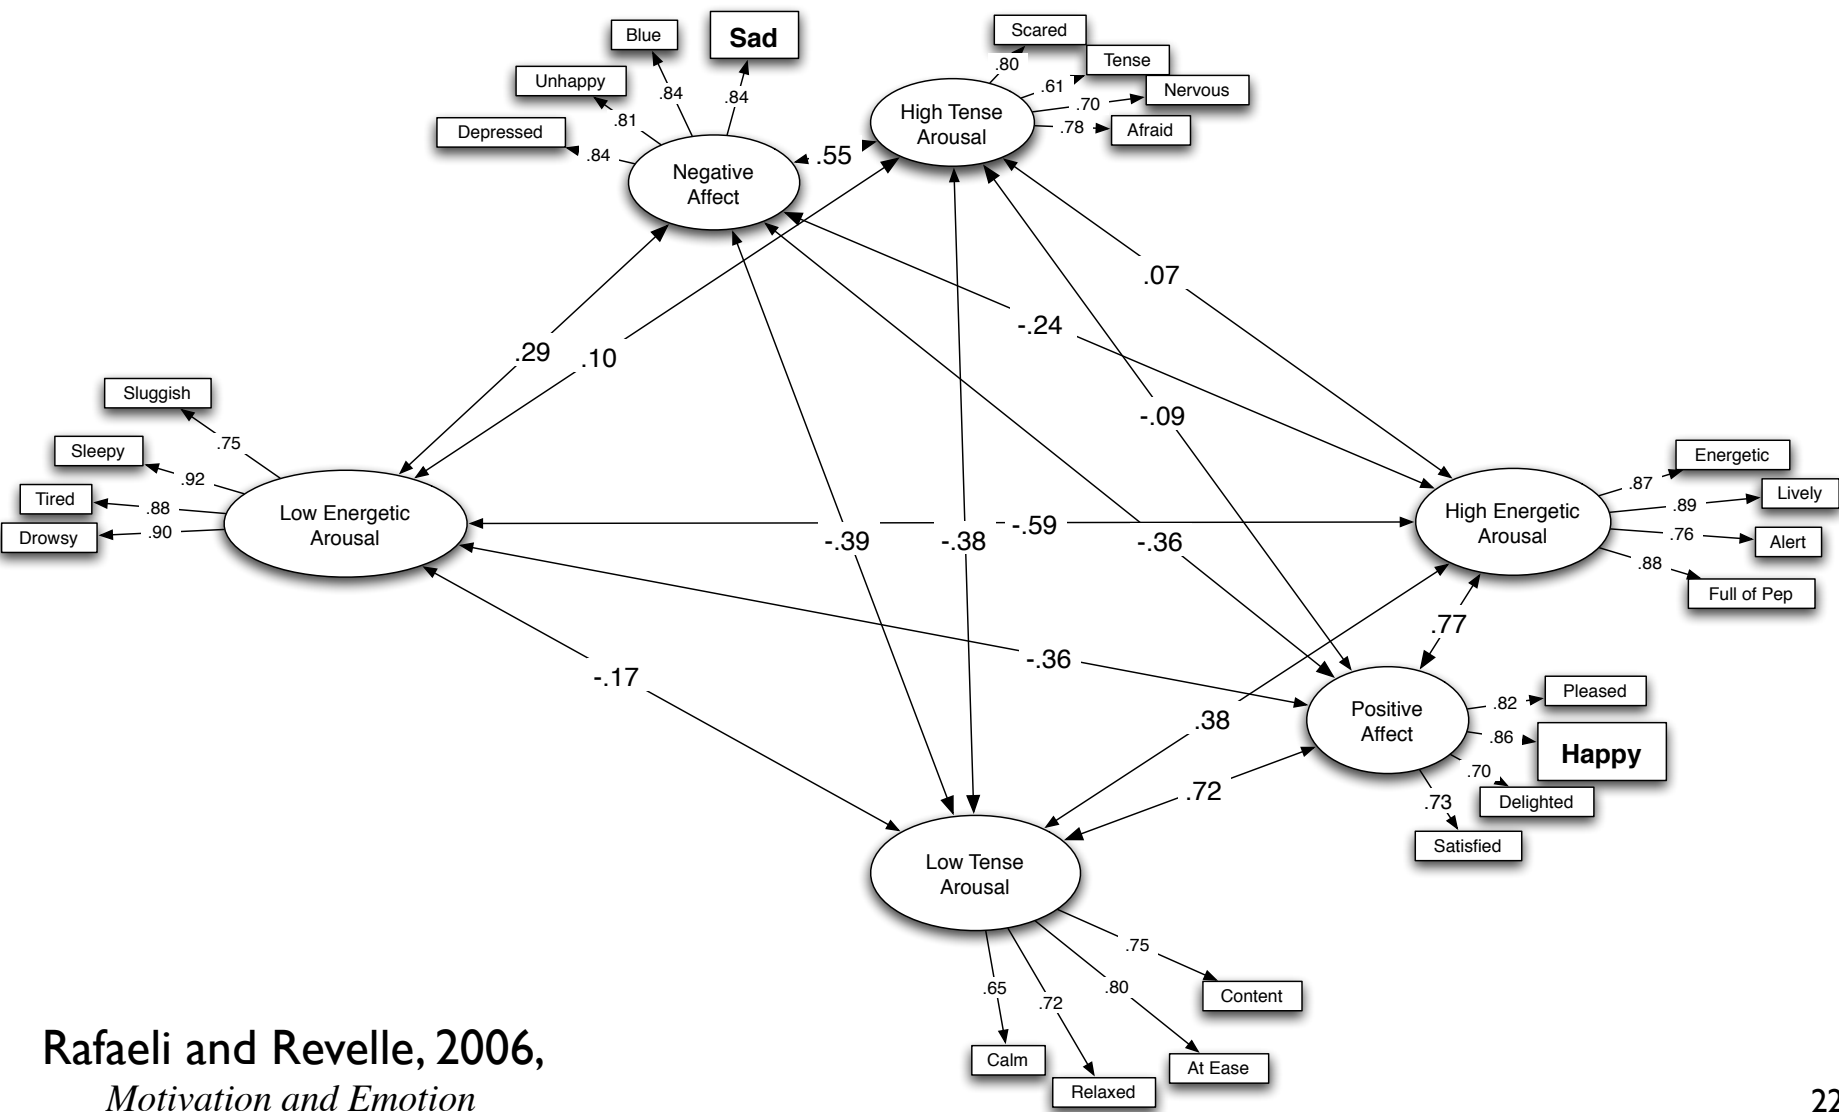 Blue
Sad
Scared
Tense
Nervous
Afraid
Unhappy
Depressed
.84
.84
.81
.84
.80
.61
.70
.78
High Tense
Arousal
Negative
Affect
.55
.07
-.24
.29
.10
-.09
Sluggish
Sleepy
Tired
Drowsy
.75
.92
.88
.90
Low Energetic
Arousal
-.59
-.39
-.38
-.36
High Energetic
Arousal
.87
.89
.76
.88
Energetic
Lively
Alert
Full of Pep
.77
-.36
-.17
.38
.72
Positive
Affect
.82
.86
.70
.73
Pleased
Happy
Delighted
Satisfied
Low Tense
Arousal
.75
.80
.72
.65
Content
At Ease
Relaxed
Calm
Rafaeli and Revelle, 2006,
Motivation and Emotion
22